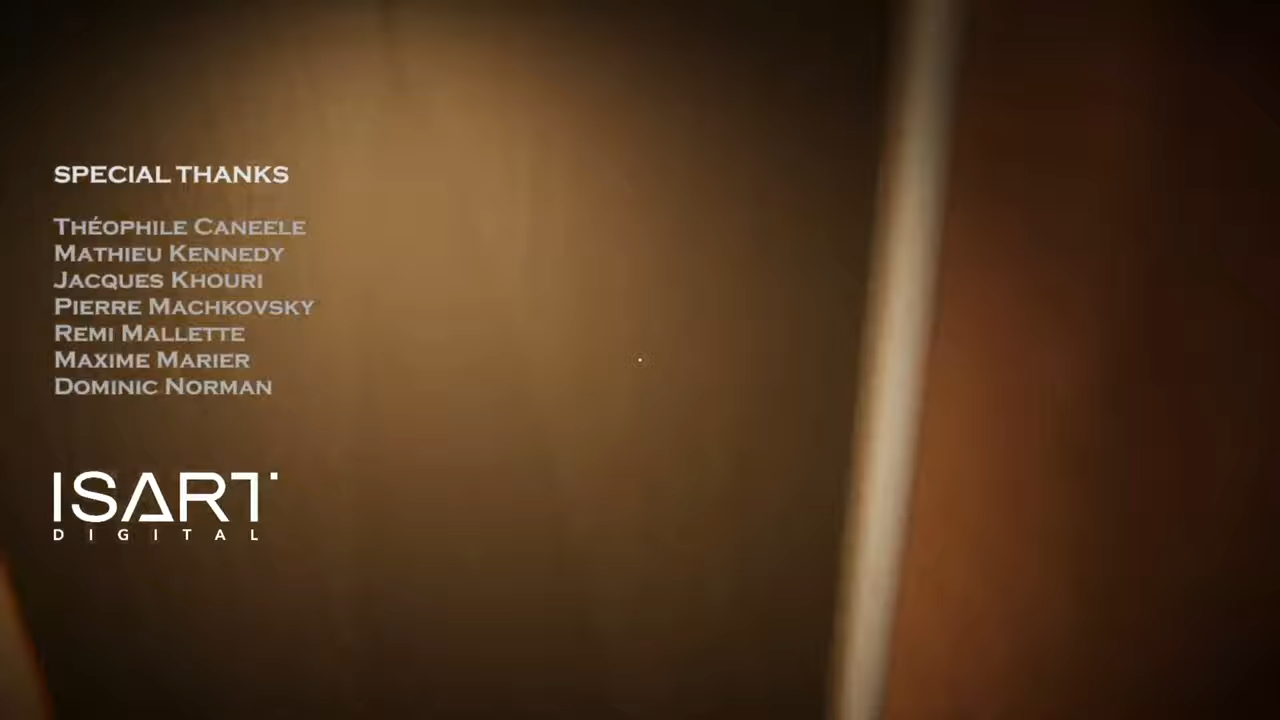 SPECIAL THANKS
THÉOPHILE CANEELE
MATHIEU KENNEDY
JACQUES KHOURI
PIERRE MACHKOVSKY
REMI MALLETTE
MAXIME MARIER
DOMINIC NORMAN
ISART
DIGITAL